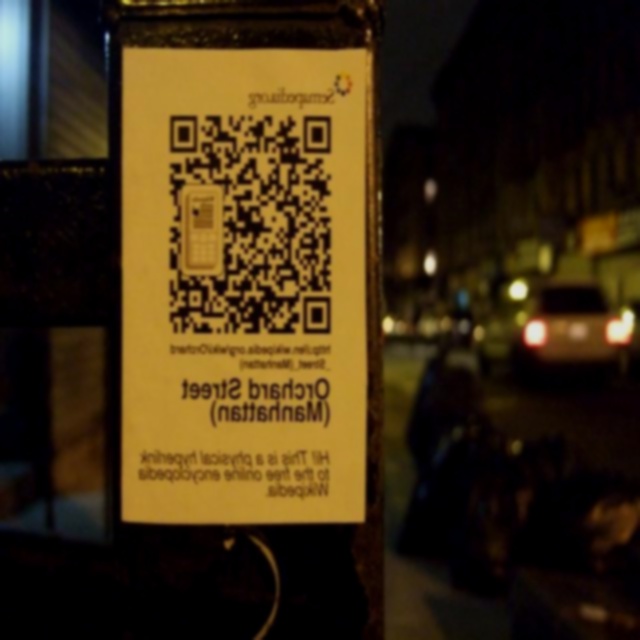 Semapedia.org
http://en.wikipedia.org/wiki/Orchard
_Street_(Manhattan)
Orchard Street
(Manhattan)
Hi! This is a physical hyperlink
to the free online encyclopedia
Wikipedia.